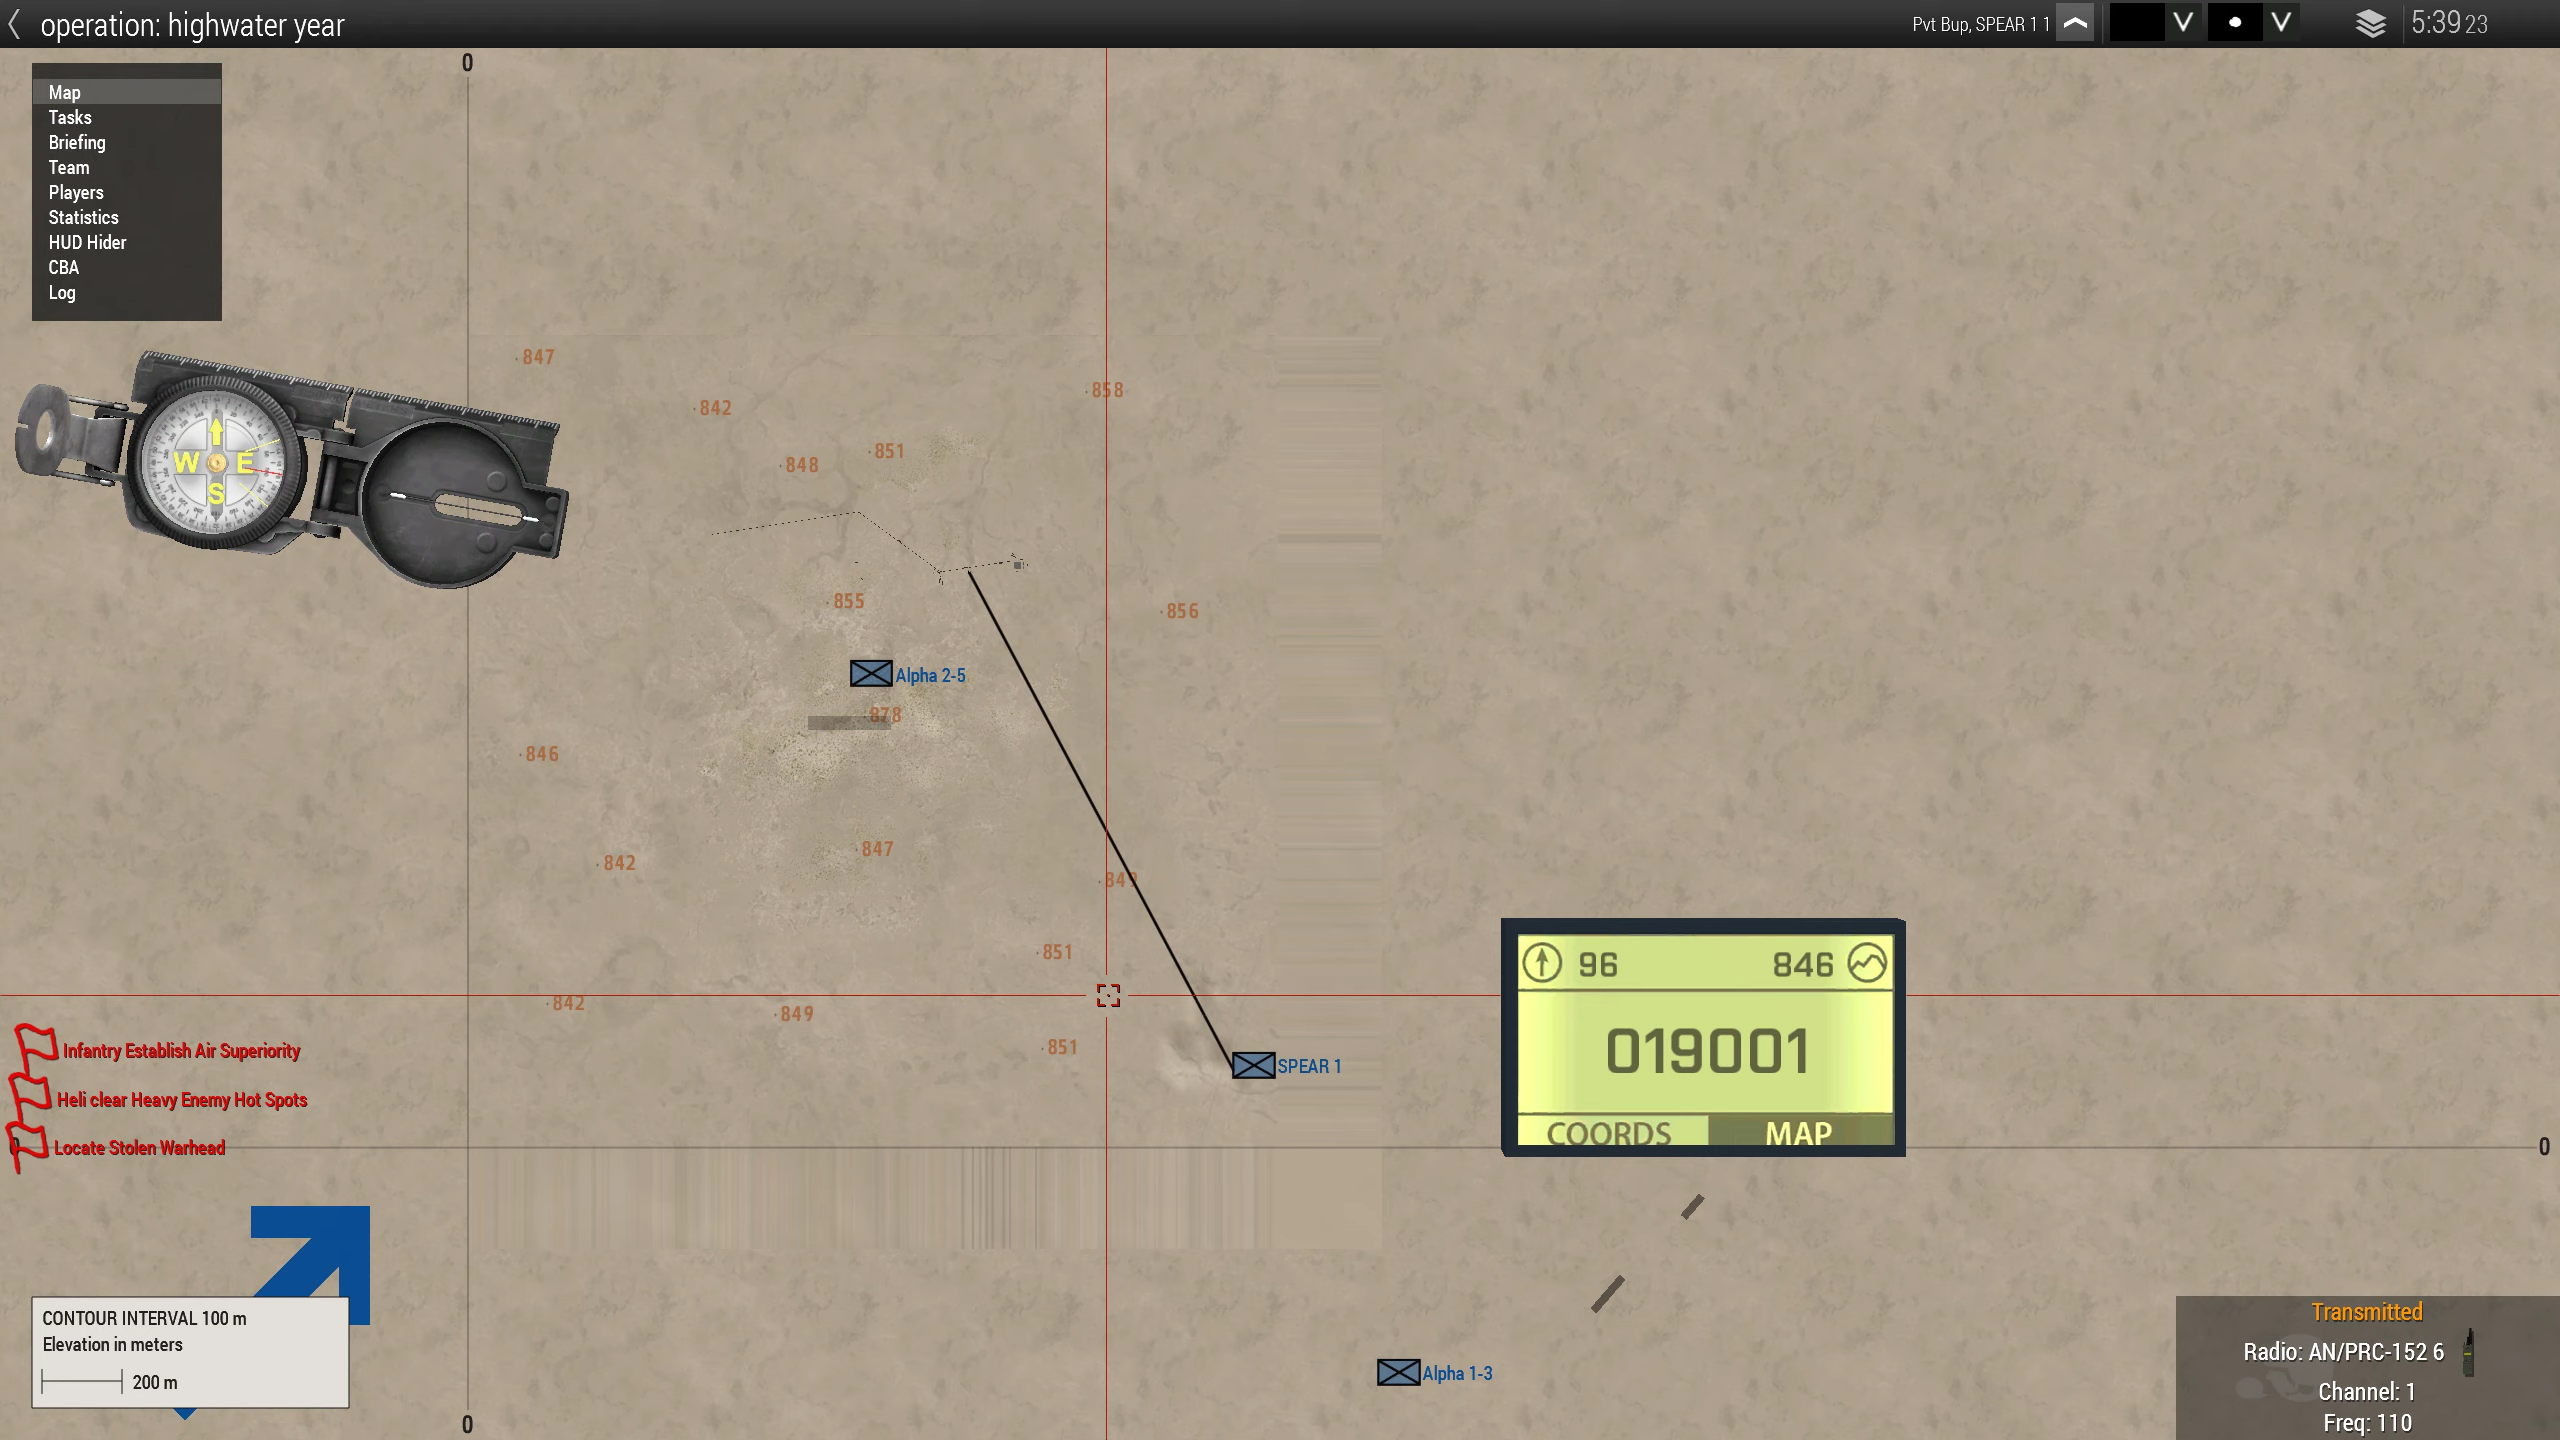 operation: highwater year
Pvt Bup, SPEAR 1 1
5:39 23
0
Map
Tasks
Briefing
Team
Players
Statistics
HUD Hider
CBA
Log
847
858
842
851
848
W E
S
855
856
Alpha 2-5
878
846
847
842
849
851
96 846
842
849
019001
851
Infantry Establish Air Superiority
SPEAR 1
Heli clear Heavy Enemy Hot Spots
COORDS MAP
Locate Stolen Warhead
0
CONTOUR INTERVAL 100 m
Elevation in meters
200 m
Alpha 1-3
0
Transmitted
Radio: AN/PRC-152 6
Channel: 1
Freq: 110